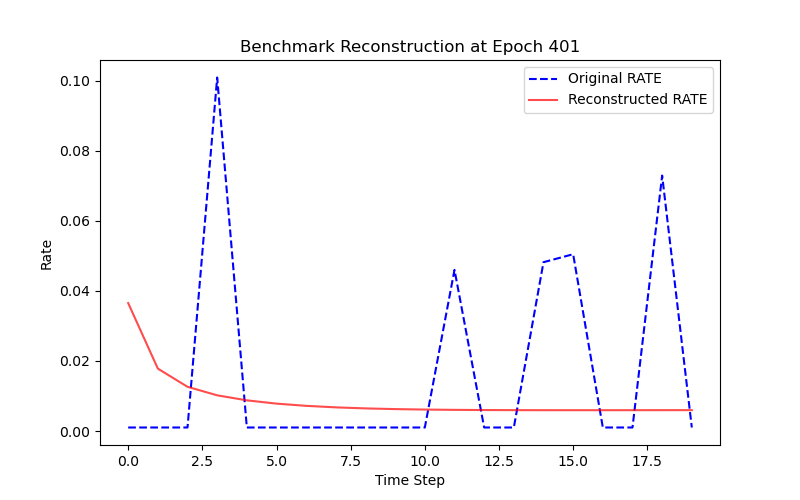 Benchmark Reconstruction at Epoch 401
Original RATE
Reconstructed RATE
0.10
0.08
0.06
0.04
0.02
0.00
Rate
0.0 2.5 5.0 7.5 10.0 12.5 15.0 17.5
Time Step